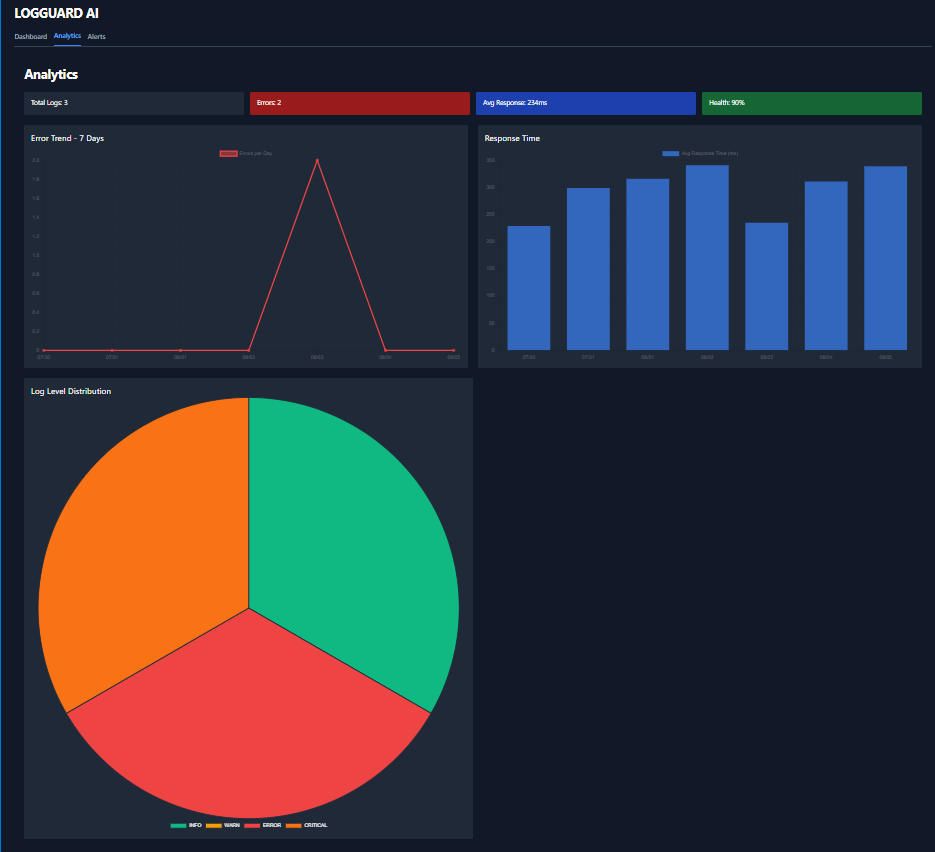 LOGGUARD AI
Dashboard Analytics Alerts
Analytics
Total Logs: 3
Errors: 2
Avg Response: 234ms
Health: 90%
Error Trend - 7 Days
Errors per Day
2.0
1.8
1.6
1.4
1.2
1.0
0.8
0.6
0.4
0.2
0
07/30 07/31 08/01 08/02 08/03 08/04 08/05
Response Time
Avg Response Time (ms)
350
300
250
200
150
100
50
0
07/30 07/31 08/01 08/02 08/03 08/04 08/05
Log Level Distribution
INFO WARN ERROR CRITICAL